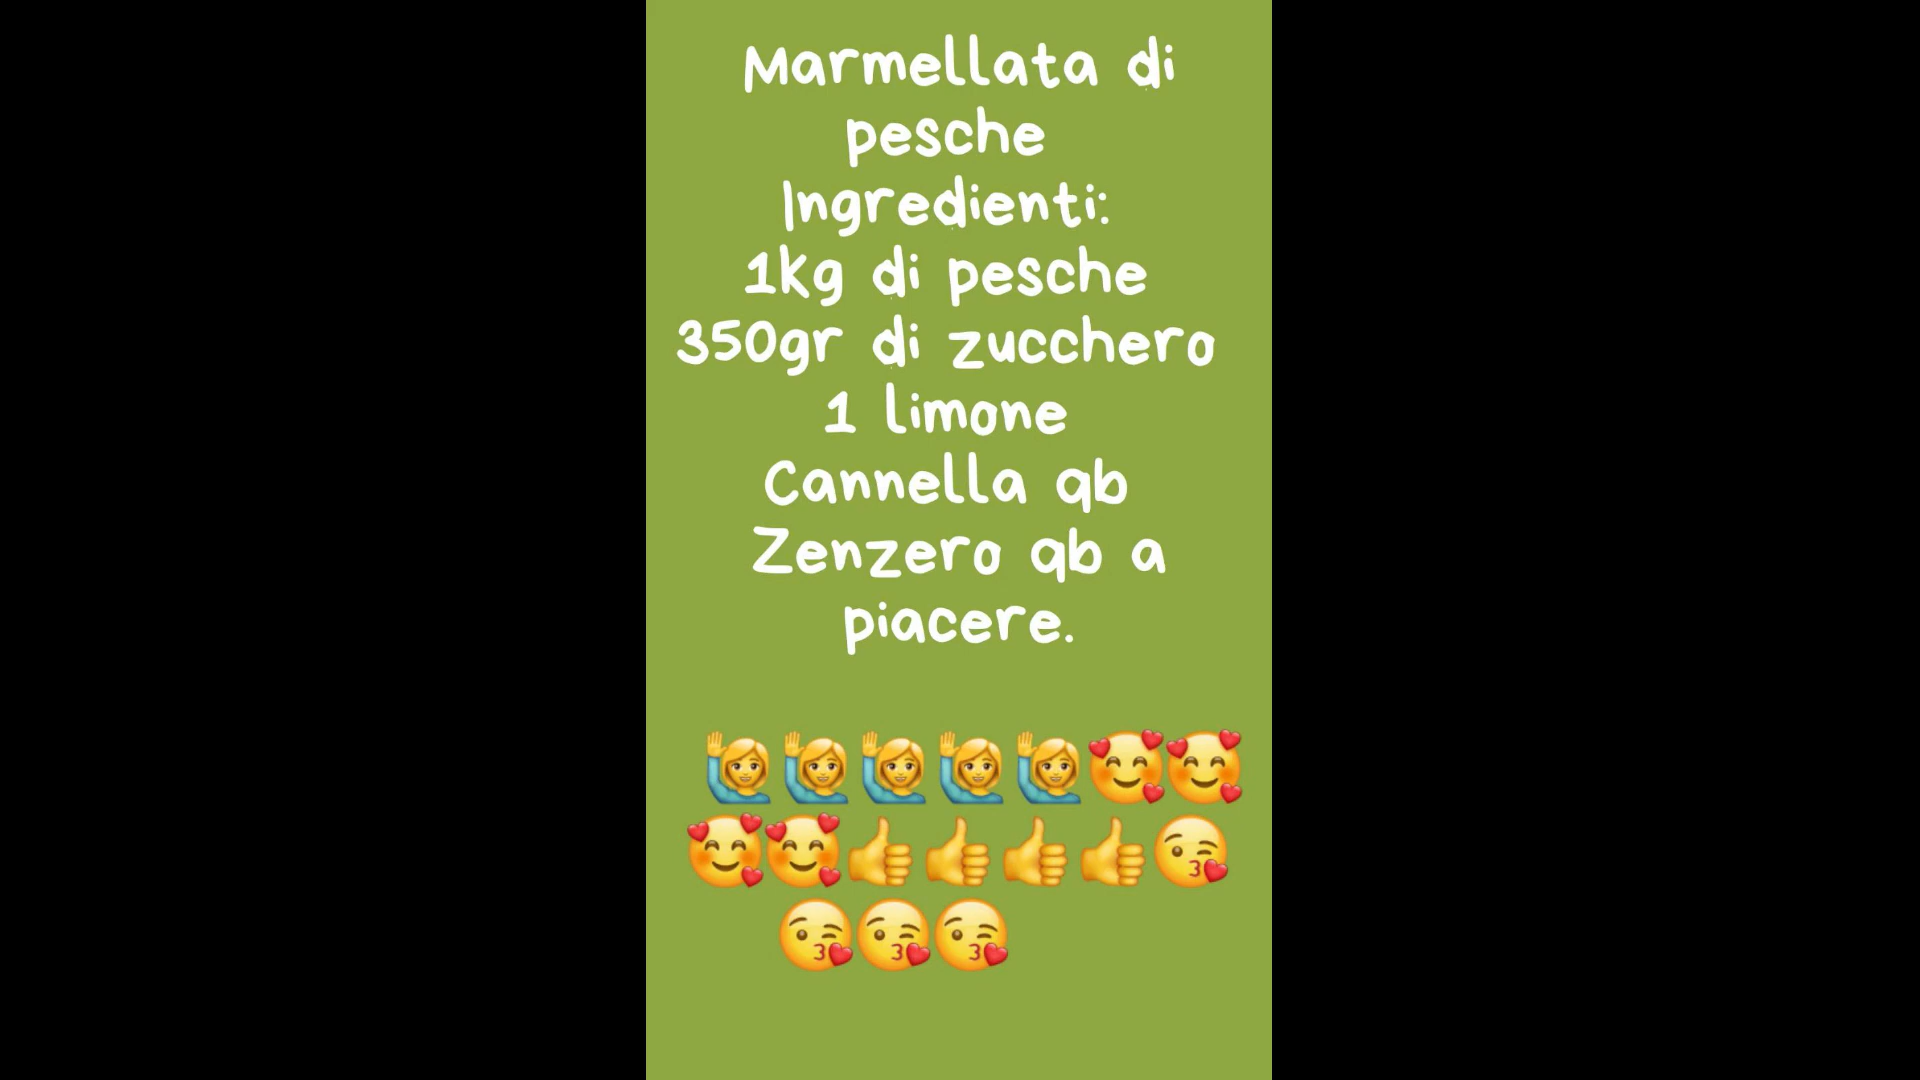 Marmellata di
pesche
Ingredienti:
1kg di pesche
350gr di zucchero
1 limone
Cannella qb
Zenzero qb a
piacere.
🙋‍♀️🙋‍♀️🙋‍♀️🙋‍♀️🙋‍♀️🥰🥰
🥰🥰👍👍👍👍😘
😘😘😘